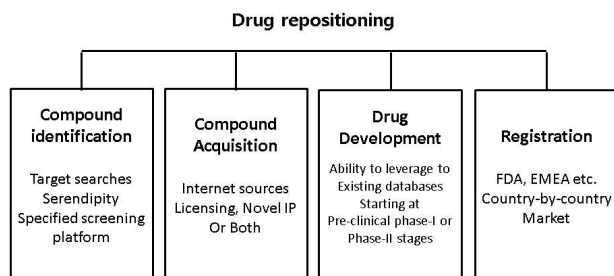 Drug repositioning
Compound
identification
Target searches
Serendipity
Specified screening
platform
Compound
Acquisition
Internet sources
Licensing, Novel IP
Or Both
Drug
Development
Ability to leverage to
Existing databases
Starting at
Pre-clinical phase-I or
Phase-II stages
Registration
FDA, EMEA etc.
Country-by-country
Market